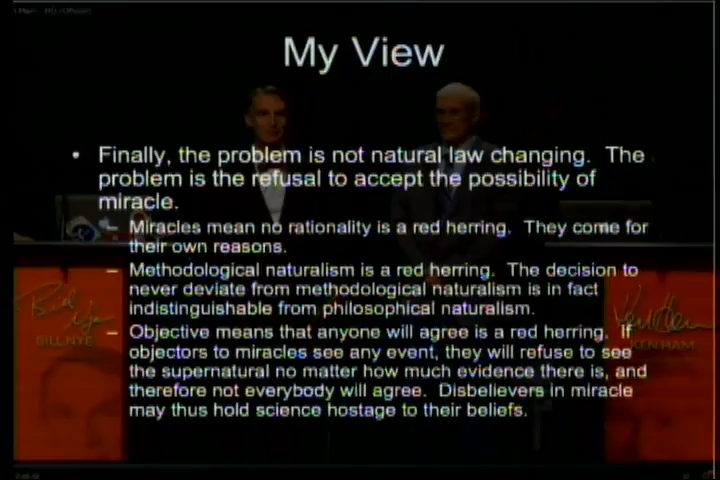 My View
• Finally, the problem is not natural law changing. The
problem is the refusal to accept the possibility of
miracle.
– Miracles mean no rationality is a red herring. They come for
their own reasons.
– Methodological naturalism is a red herring. The decision to
never deviate from methodological naturalism is in fact
indistinguishable from philosophical naturalism.
– Objective means that anyone will agree is a red herring. If
objectors to miracles see any event, they will refuse to see
the supernatural no matter how much evidence there is, and
therefore not everybody will agree. Disbelievers in miracle
may thus hold science hostage to their beliefs.
Bill Nye
BILL NYE
Ken Ham
KEN HAM